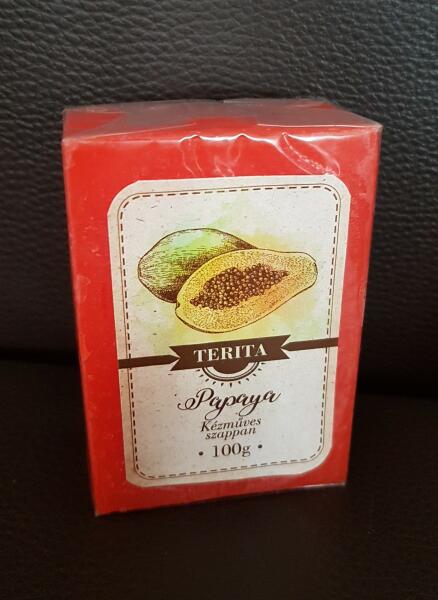 TERITA
Papaya
Kézműves
szappan
• 100g •